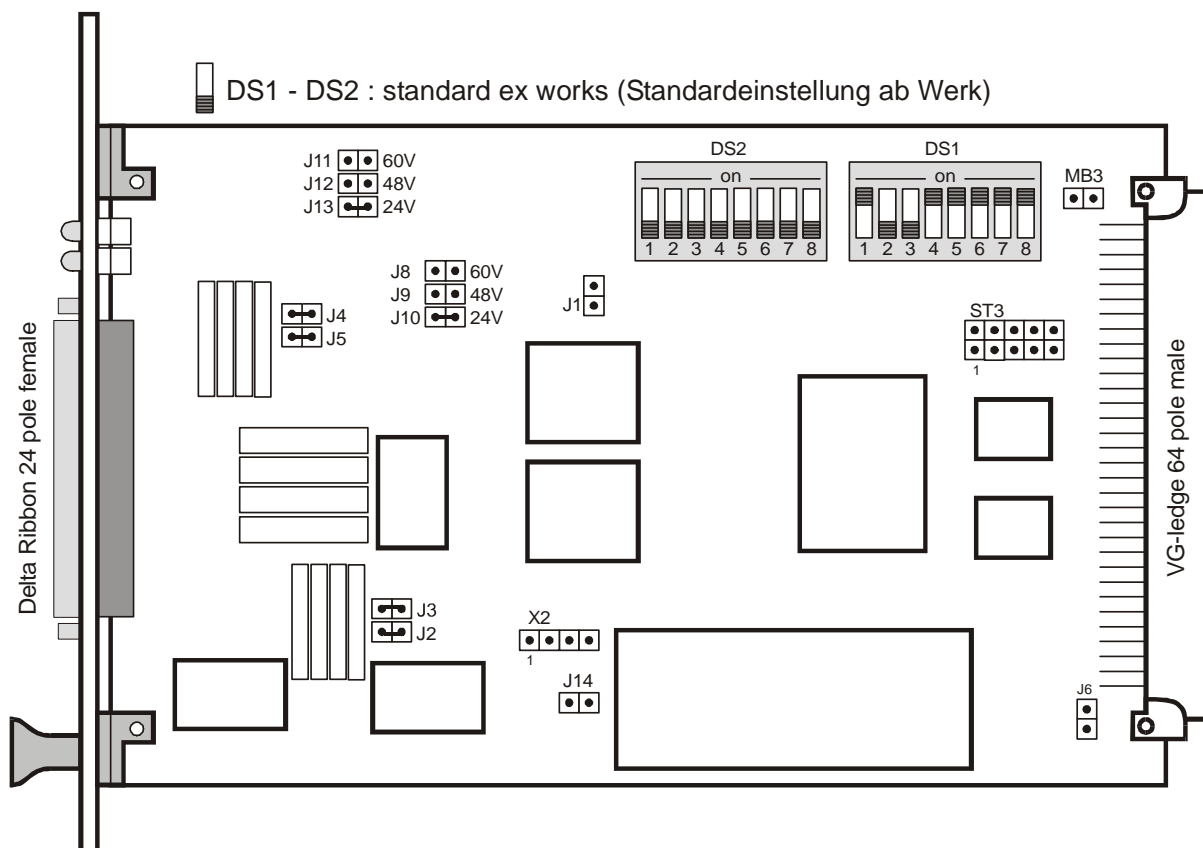 DS1 - DS2 : standard ex works (Standardeinstellung ab Werk)
DS2
DS1
on
on
1 2 3 4 5 6 7 8
1 2 3 4 5 6 7 8
MB3
J11 60V
J12 48V
J13 24V
J8 60V
J9 48V
J10 24V
J1
J4
J5
ST3
1
Delta Ribbon 24 pole female
VG-ledge 64 pole male
J3
J2
X2
1
J14
J6